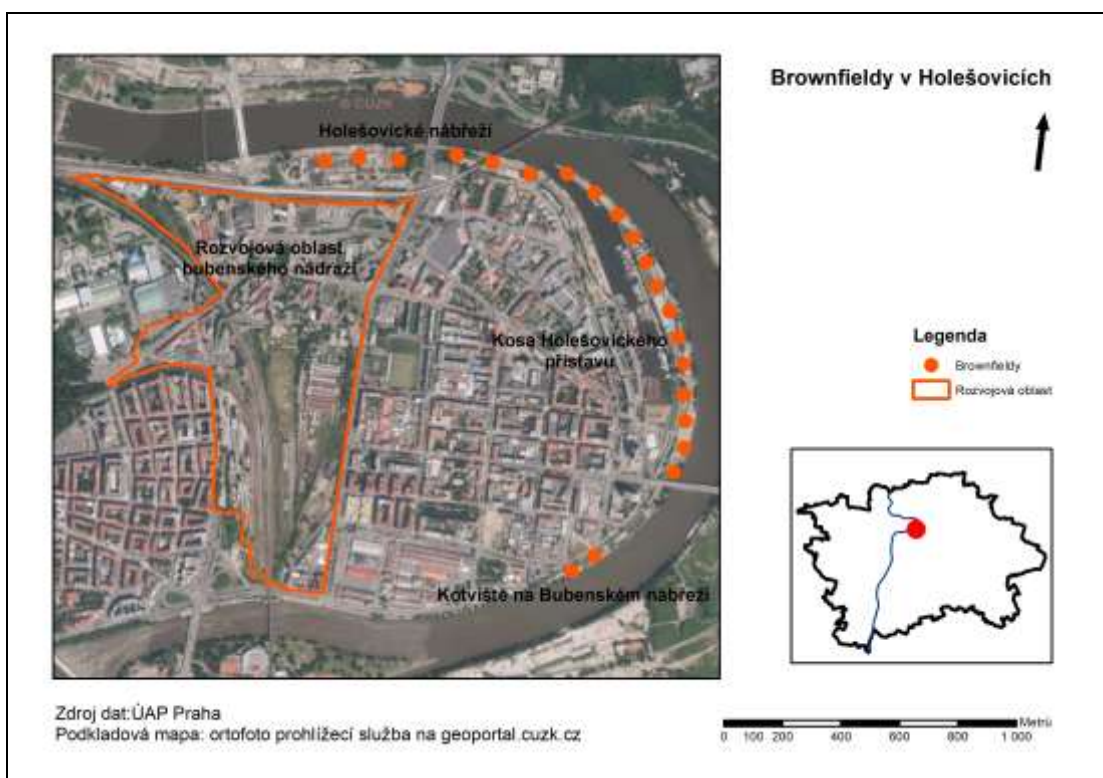 Brownfieldy v Holešovicích
© ČÚZK
Holešovické nábřeží
Rozvojová oblast
bubenského nádraží
Kosa Holešovického
přístavu
Kotviště na Bubenském nábřeží
Legenda
Brownfieldy
Rozvojová oblast
Zdroj dat:ÚAP Praha
Podkladová mapa: ortofoto prohlížecí služba na geoportal.cuzk.cz
Metrů
0 100 200 400 600 800 1 000